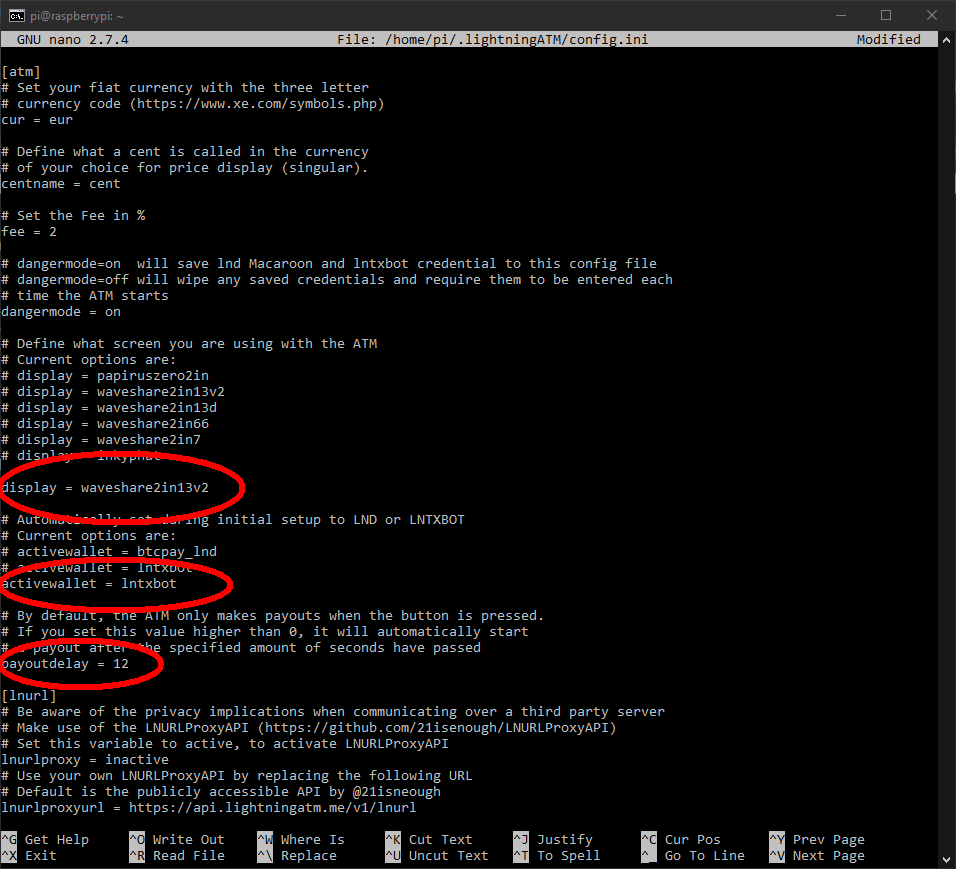 pi@raspberrypi: ~
GNU nano 2.7.4 File: /home/pi/.lightningATM/config.ini Modified
[atm]
# Set your fiat currency with the three letter
# currency code (https://www.xe.com/symbols.php)
cur = eur
# Define what a cent is called in the currency
# of your choice for price display (singular).
centname = cent
# Set the Fee in %
fee = 2
# dangermode=on  will save lnd Macaroon and lntxbot credential to this config file
# dangermode=off will wipe any saved credentials and require them to be entered each
# time the ATM starts
dangermode = on
# Define what screen you are using with the ATM
# Current options are:
# display = papiruszero2in
# display = waveshare2in13v2
# display = waveshare2in13d
# display = waveshare2in66
# display = waveshare2in7
# display = inkyphat
display = waveshare2in13v2
# Automatically set during initial setup to LND or LNTXBOT
# Current options are:
# activewallet = btcpay_lnd
# activewallet = lntxbot
activewallet = lntxbot
# By default, the ATM only makes payouts when the button is pressed.
# If you set this value higher than 0, it will automatically start
# a payout after the specified amount of seconds have passed
payoutdelay = 12
[lnurl]
# Be aware of the privacy implications when communicating over a third party server
# Make use of the LNURLProxyAPI (https://github.com/21isenough/LNURLProxyAPI)
# Set this variable to active, to activate LNURLProxyAPI
lnurlproxy = inactive
# Use your own LNURLProxyAPI by replacing the following URL
# Default is the publicly accessible API by @21isneough
lnurlproxyurl = https://api.lightningatm.me/v1/lnurl
^G Get Help ^O Write Out ^W Where Is ^K Cut Text ^J Justify ^C Cur Pos ^Y Prev Page
^X Exit ^R Read File ^\ Replace ^U Uncut Text ^T To Spell ^_ Go To Line ^V Next Page